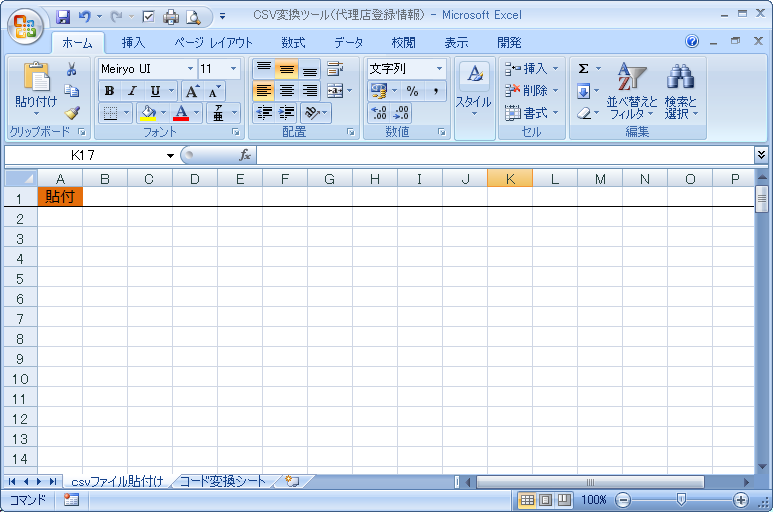 CSV変換ツール(代理店登録情報) - Microsoft Excel
ホーム 挿入 ページ レイアウト 数式 データ 校閲 表示 開発
Meiryo UI 11 文字列 挿入 Σ
貼り付け B I U A A % , スタイル 削除 並べ替えと フィルタ 検索と 選択
A ア 亜 .0 .00 .00 .0 書式
クリップボード フォント 配置 数値 セル 編集
K17 fx
A B C D E F G H I J K L M N O P
1 貼付
2
3
4
5
6
7
8
9
10
11
12
13
14
csvファイル貼付け コード変換シート
コマンド 100%